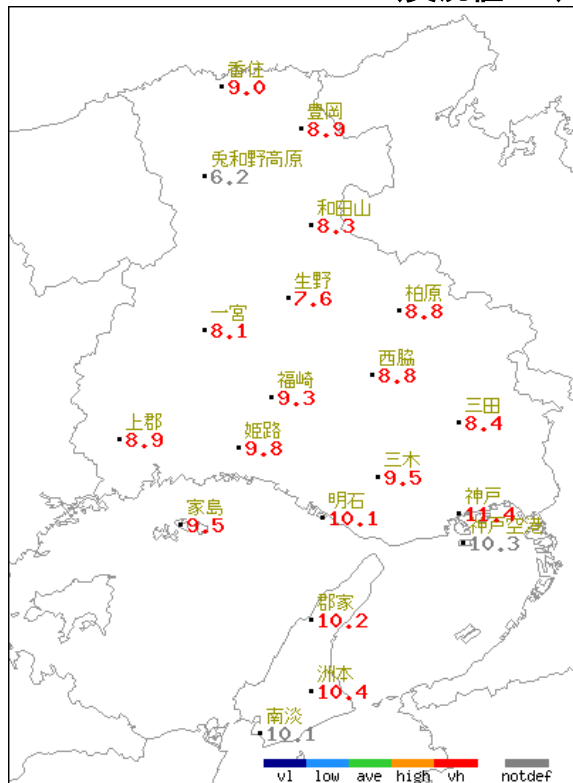 香住
9.0
豊岡
8.9
兎和野高原
6.2
和田山
8.3
生野
7.6
柏原
8.8
一宮
8.1
西脇
8.8
福崎
9.3
三田
8.4
上郡
8.9
姫路
9.8
三木
9.5
家島
9.5
明石
10.1
神戸
11.4
神戸空港
10.3
郡家
10.2
洲本
10.4
南淡
10.1
vl low ave high vh notdef